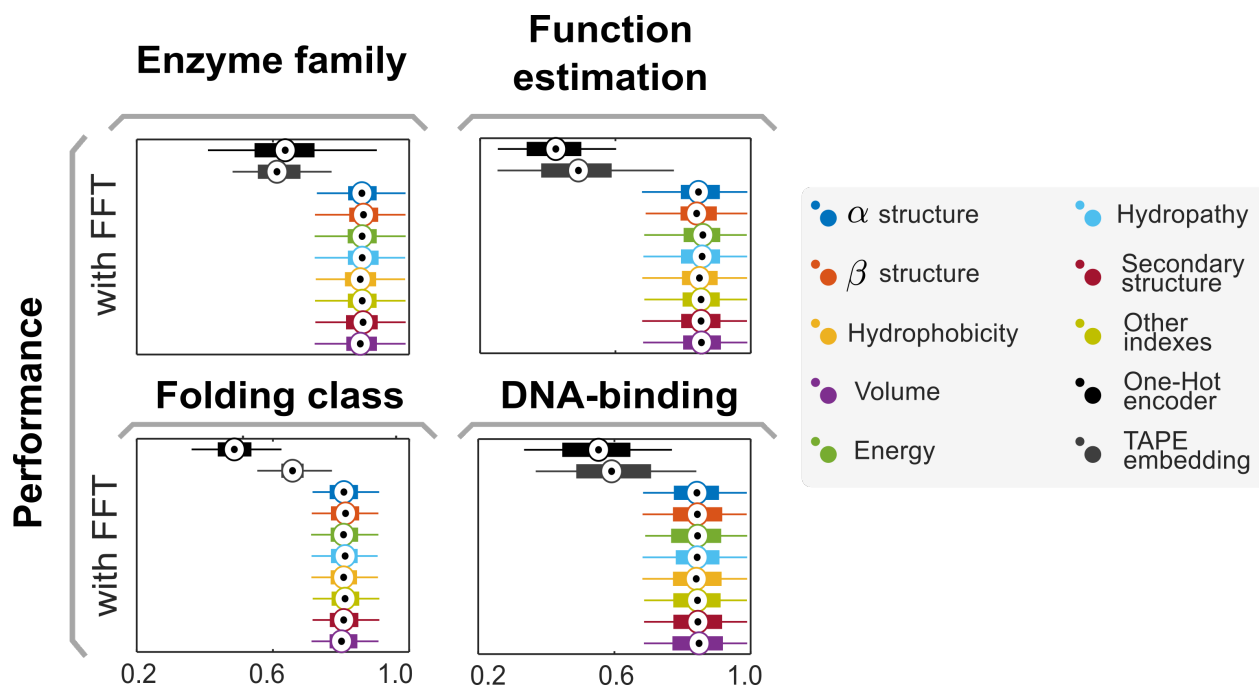 Enzyme family
Function
estimation
Performance
with FFT
α structure
Hydropathy
β structure
Secondary
structure
Hydrophobicity
Other
indexes
Volume
One-Hot
encoder
Energy
TAPE
embedding
Folding class
DNA-binding
with FFT
0.2
0.6
1.0
0.2
0.6
1.0